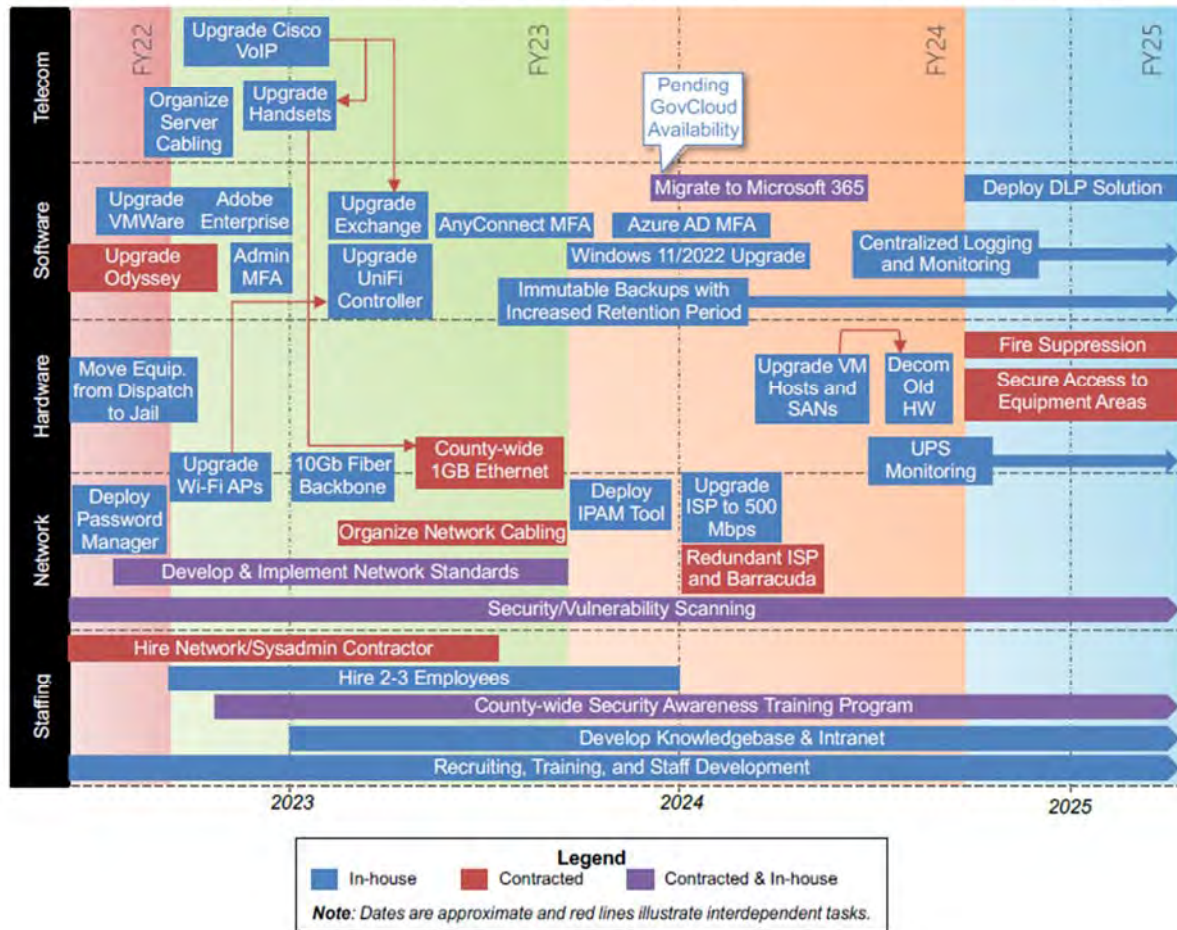 FY22
FY23
FY24
FY25
Telecom
Upgrade Cisco
VoIP
Organize
Server
Cabling
Upgrade
Handsets
Pending
GovCloud
Availability
Software
Upgrade
VMWare
Adobe
Enterprise
Upgrade
Exchange
AnyConnect MFA
Migrate to Microsoft 365
Azure AD MFA
Deploy DLP Solution
Upgrade
Odyssey
Admin
MFA
Upgrade
UniFi
Controller
Windows 11/2022 Upgrade
Centralized Logging
and Monitoring
Immutable Backups with
Increased Retention Period
Hardware
Move Equip.
from Dispatch
to Jail
Upgrade VM
Hosts and
SANs
Decom
Old
HW
Fire Suppression
Secure Access to
Equipment Areas
Upgrade
Wi-Fi APs
10Gb Fiber
Backbone
County-wide
1GB Ethernet
UPS
Monitoring
Network
Deploy
Password
Manager
Organize Network Cabling
Deploy
IPAM Tool
Upgrade
ISP to 500
Mbps
Redundant ISP
and Barracuda
Develop & Implement Network Standards
Security/Vulnerability Scanning
Staffing
Hire Network/Sysadmin Contractor
Hire 2-3 Employees
County-wide Security Awareness Training Program
Develop Knowledgebase & Intranet
Recruiting, Training, and Staff Development
2023
2024
2025
Legend
In-house
Contracted
Contracted & In-house
Note: Dates are approximate and red lines illustrate interdependent tasks.